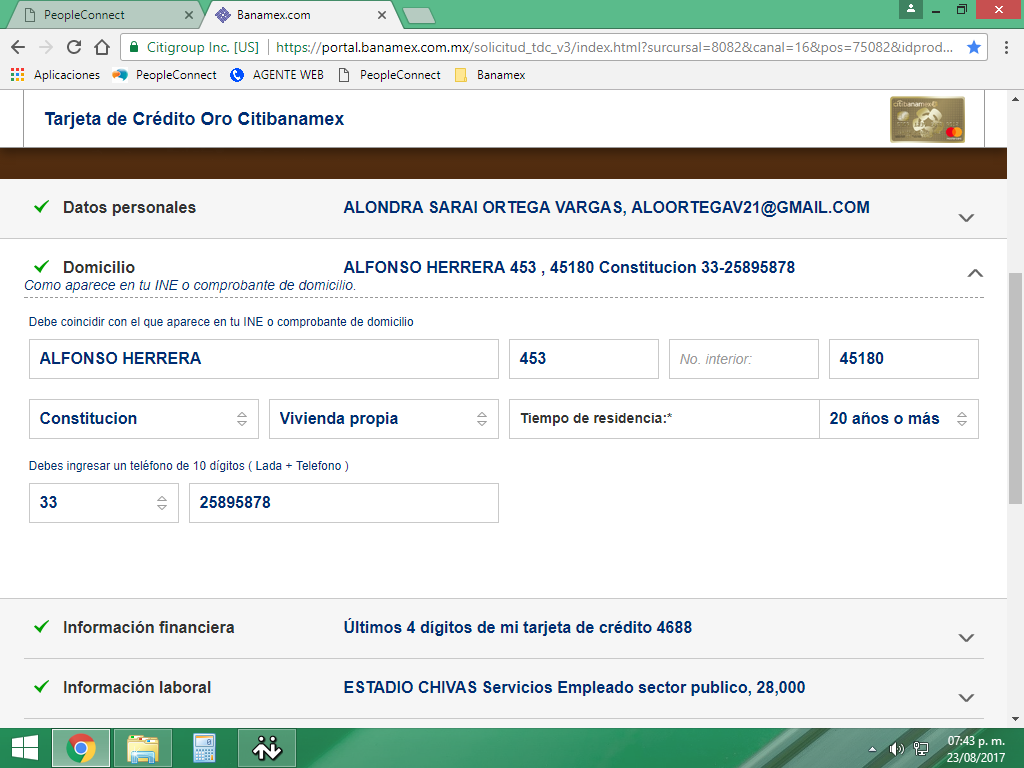 PeopleConnect
Banamex.com
Citigroup Inc. [US] https://portal.banamex.com.mx/solicitud_tdc_v3/index.html?sursursal=8082&canal=16&pos=75082&idprod...
Aplicaciones PeopleConnect AGENTE WEB PeopleConnect Banamex
Tarjeta de Crédito Oro Citibanamex
citibanamex
Datos personales ALONDRA SARAI ORTEGA VARGAS, ALOORTEGAV21@GMAIL.COM
Domicilio ALFONSO HERRERA 453 , 45180 Constitucion 33-25895878
Como aparece en tu INE o comprobante de domicilio.
Debe coincidir con el que aparece en tu INE o comprobante de domicilio
ALFONSO HERRERA 453 No. interior: 45180
Constitucion Vivienda propia Tiempo de residencia:* 20 años o más
Debes ingresar un teléfono de 10 dígitos ( Lada + Telefono )
33 25895878
Información financiera Últimos 4 dígitos de mi tarjeta de crédito 4688
Información laboral ESTADIO CHIVAS Servicios Empleado sector publico, 28,000
07:43 p. m.
23/08/2017